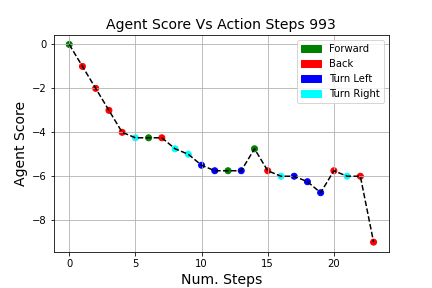 Agent Score Vs Action Steps 993
Agent Score
0
−2
−4
−6
−8
Forward
Back
Turn Left
Turn Right
0 5 10 15 20
Num. Steps